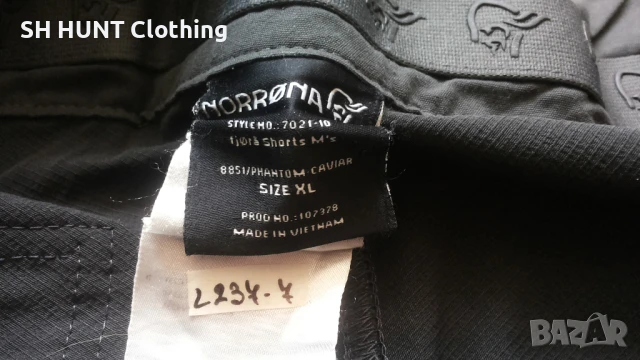 SH HUNT Clothing
NORRØNA
STYLE NO.:7021-10
fjørå Shorts M's
8851/PHANTOM CAVIAR
SIZE XL
PROD NO.:107378
MADE IN VIETNAM
L237-7
BAZAR